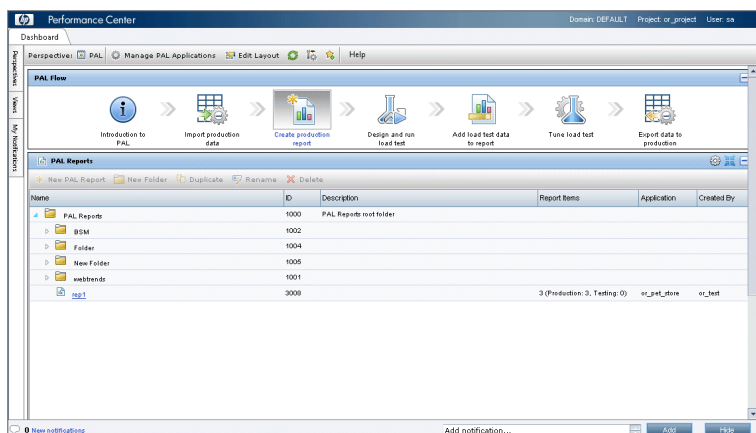 hp Performance Center Domain: DEFAULT Project: or_project User: sa
Dashboard
Perspective: PAL Manage PAL Applications Edit Layout Help
Perspectives
Views
My Notifications
PAL Flow
Introduction to PAL
Import production data
Create production report
Design and run load test
Add load test data to report
Tune load test
Export data to production
PAL Reports
New PAL Report New Folder Duplicate Rename Delete
Name ID Description Report Items Application Created By
PAL Reports 1000 PAL Reports root folder
BSM 1002
Folder 1004
New Folder 1005
webtrends 1001
rep1 3008 3 (Production: 3, Testing: 0) or_pet_store or_test
0 New notifications Add notification... Add Hide